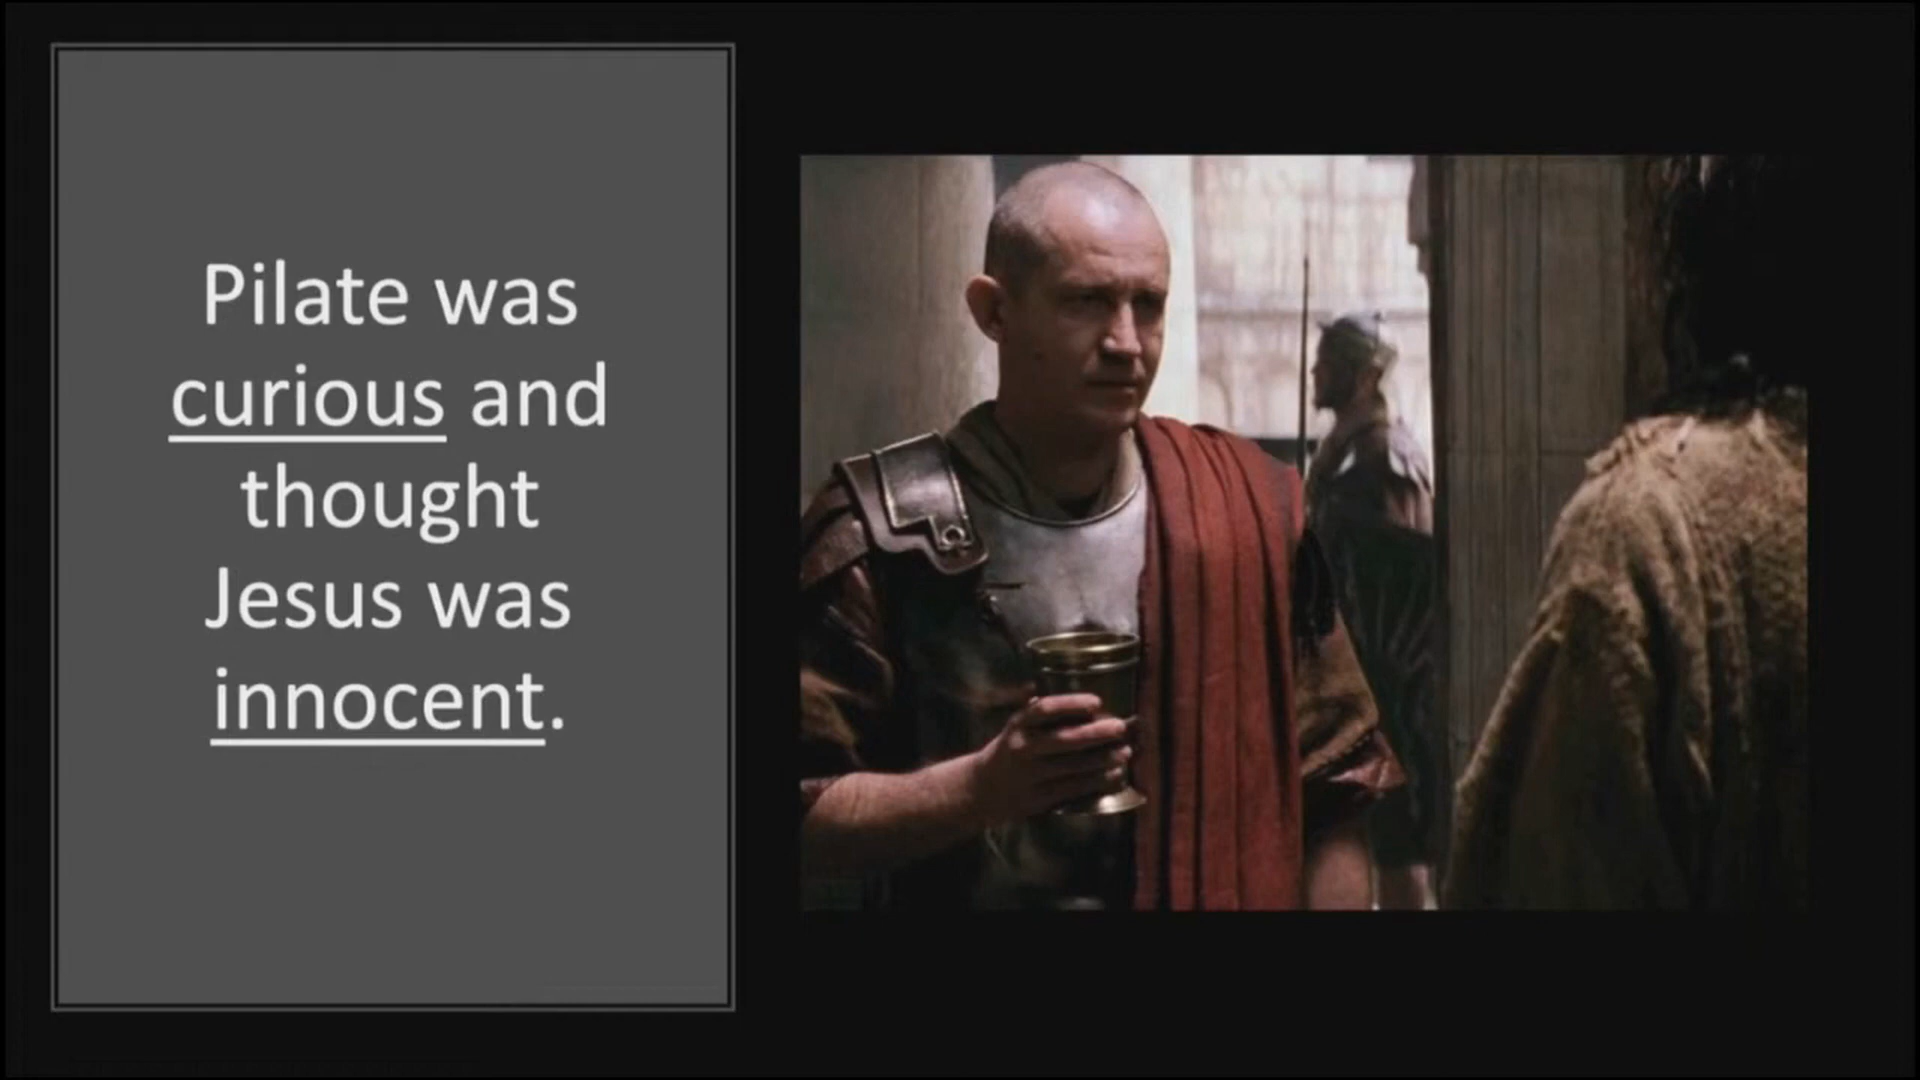 Pilate was
curious and
thought
Jesus was
innocent.